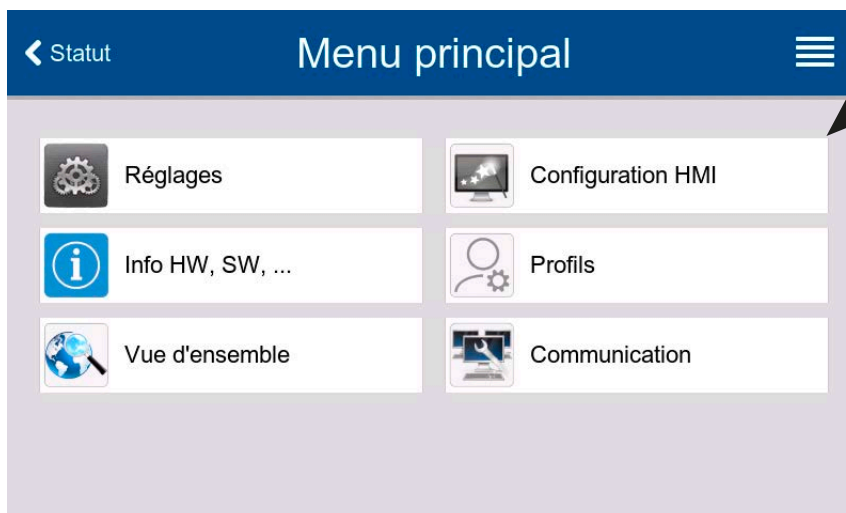 Statut
Menu principal
Réglages
Configuration HMI
Info HW, SW, ...
Profils
Vue d'ensemble
Communication